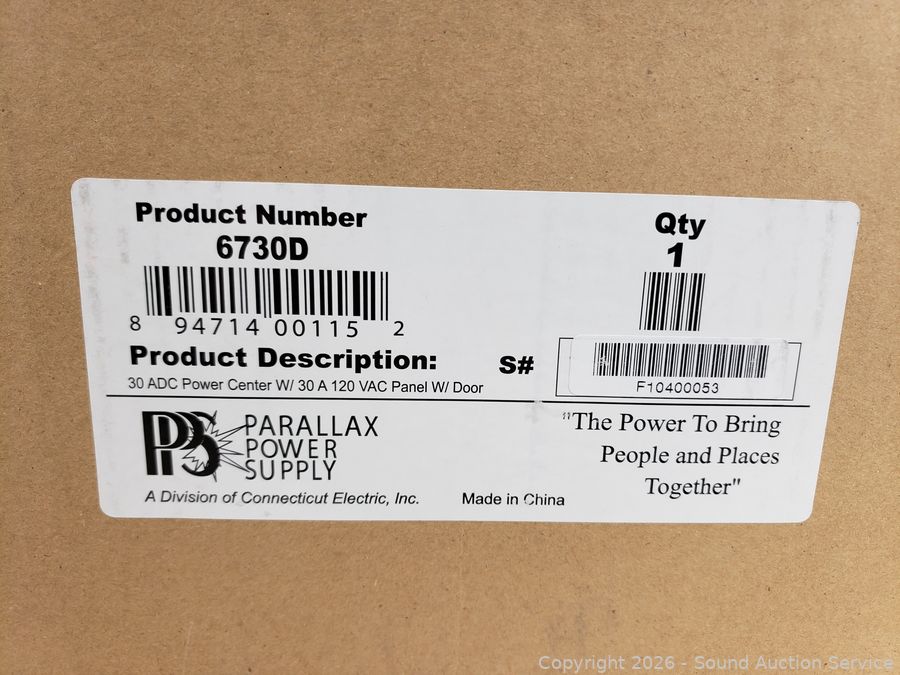 Product Number
6730D
8 94714 00115 2
Qty
1
Product Description:
30 ADC Power Center W/ 30 A 120 VAC Panel W/ Door
S#
F10400053
PPS PARALLAX
POWER
SUPPLY
A Division of Connecticut Electric, Inc.
Made in China
"The Power To Bring
People and Places
Together"
Copyright 2026 - Sound Auction Service